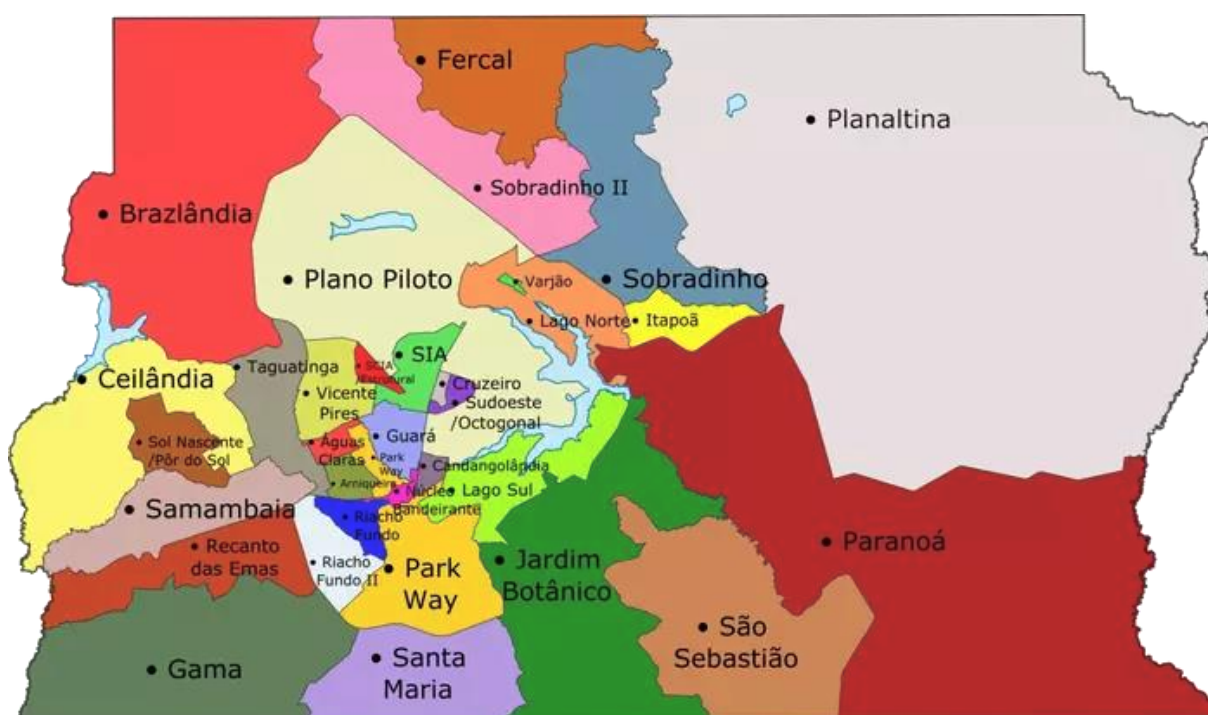 Fercal
Planaltina
Sobradinho II
Brazlândia
Plano Piloto
Varjão
Sobradinho
Lago Norte
Itapoã
SIA
SCIA
/Estrutural
Taguatinga
Ceilândia
Cruzeiro
Vicente
Pires
Sudoeste
/Octogonal
Guará
Sol Nascente
/Pôr do Sol
Águas
Claras
Park
Way
Candangolândia
Arniqueira
Núcleo
Bandeirante
Lago Sul
Samambaia
Riacho
Fundo
Recanto
das Emas
Riacho
Fundo II
Park
Way
Jardim
Botânico
Paranoá
São
Sebastião
Gama
Santa
Maria